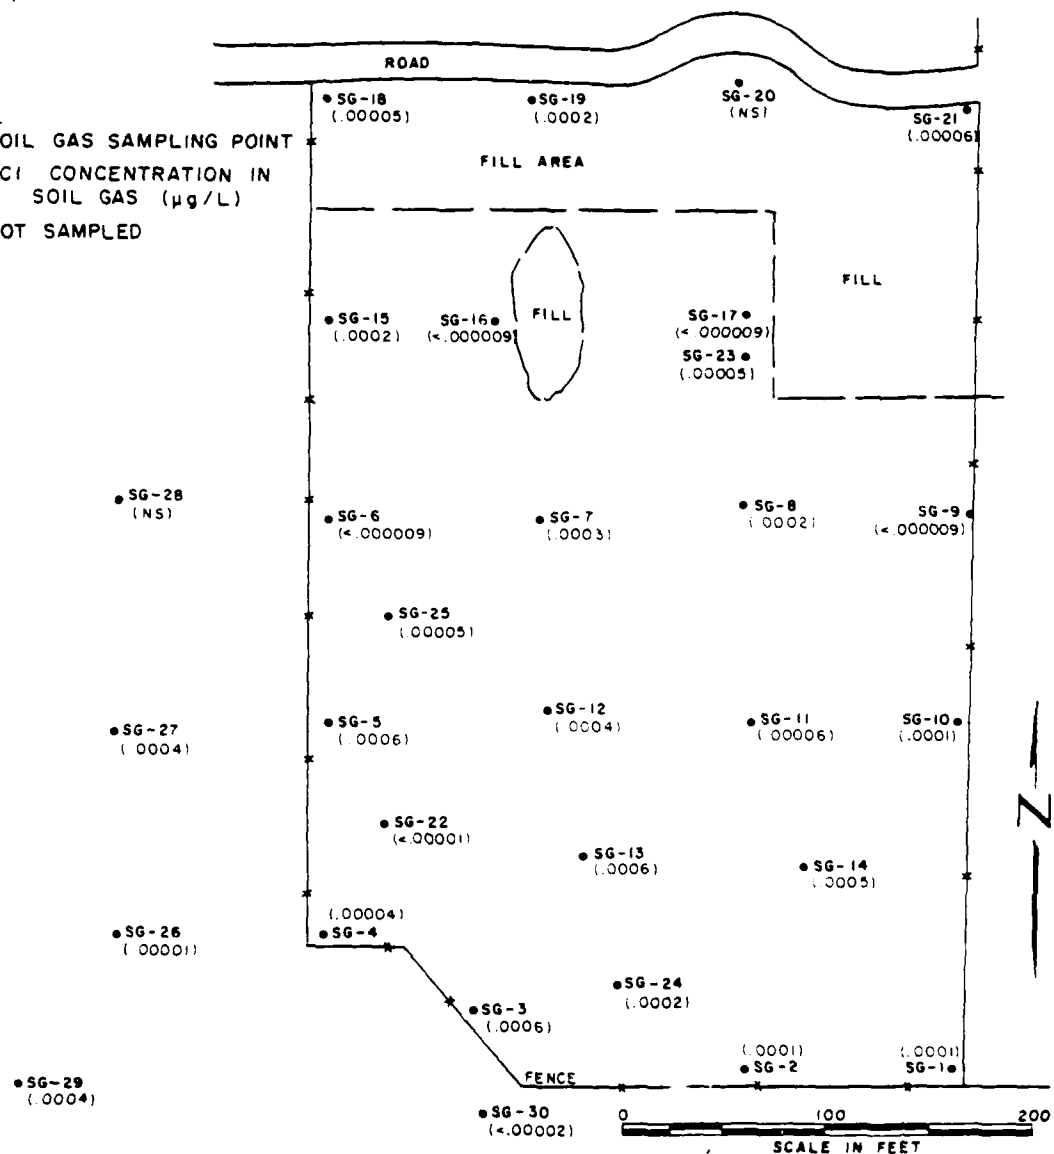 ROAD
SG-18
(.00005)
SG-19
(.0002)
SG-20
(NS)
SG-21
(.00006)
OIL GAS SAMPLING POINT
CONCENTRATION IN
SOIL GAS (µg/L)
OT SAMPLED
FILL AREA
FILL
SG-15
(.0002)
SG-16
(<.000009)
FILL
SG-17
(<.000009)
SG-23
(.00005)
SG-28
(NS)
SG-6
(<.000009)
SG-7
(.0003)
SG-8
(.0002)
SG-9
(<.000009)
SG-25
(.00005)
SG-27
(.0004)
SG-5
(.0006)
SG-12
(.0004)
SG-11
(.00006)
SG-10
(.0001)
SG-22
(<.00001)
SG-13
(.0006)
SG-14
(.0005)
SG-26
(.00001)
(.00004)
SG-4
SG-24
(.0002)
SG-3
(.0006)
(.0001)
SG-2
(.0001)
SG-1
SG-29
(.0004)
FENCE
SG-30
(<.00002)
0 100 200
SCALE IN FEET
N